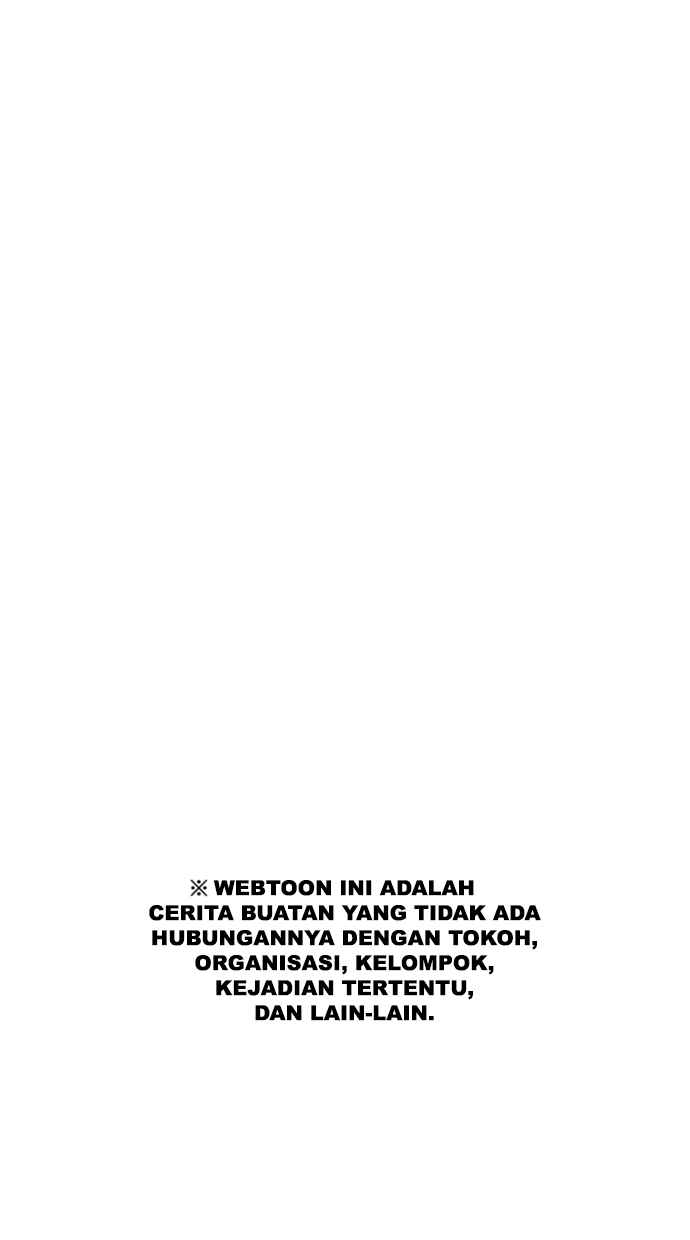 ※ WEBTOON INI ADALAH
CERITA BUATAN YANG TIDAK ADA
HUBUNGANNYA DENGAN TOKOH,
ORGANISASI, KELOMPOK,
KEJADIAN TERTENTU,
DAN LAIN-LAIN.